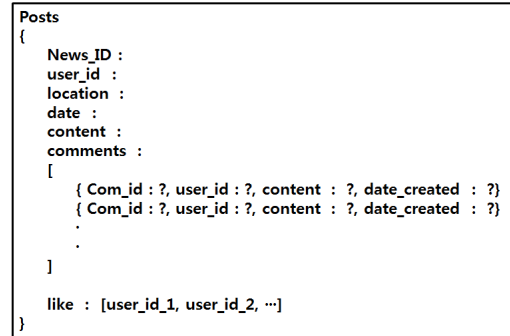 Posts
{
News_ID :
user_id :
location :
date :
content :
comments :
[
{ Com_id : ?, user_id : ?, content : ?, date_created : ?}
{ Com_id : ?, user_id : ?, content : ?, date_created : ?}
.
.
]
like : [user_id_1, user_id_2, ⋯]
}